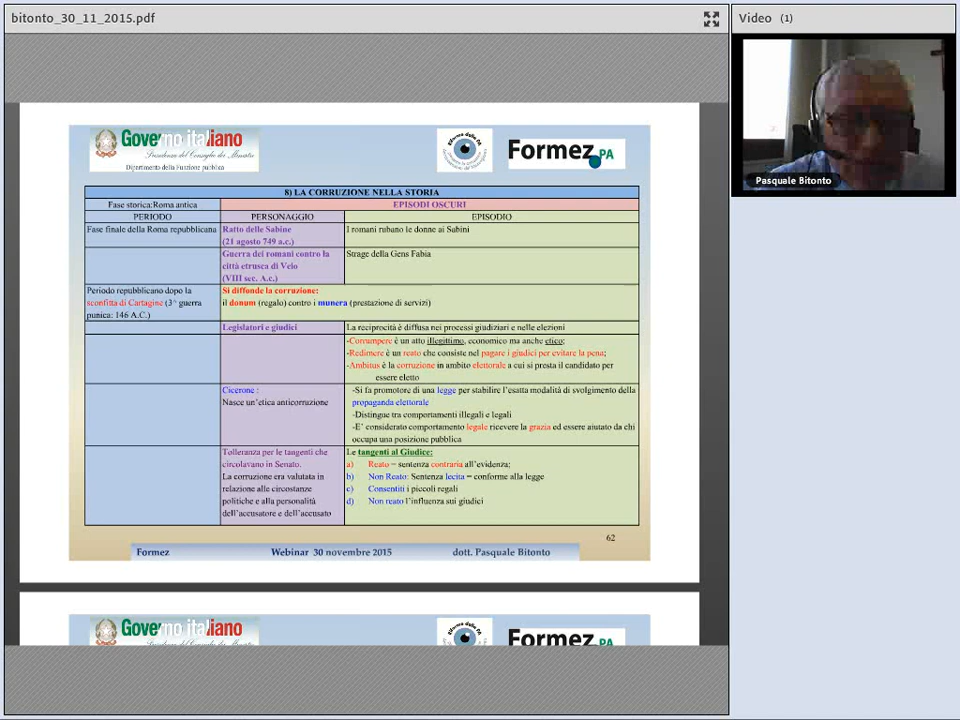 bitonto_30_11_2015.pdf
Video (1)
Pasquale Bitonto
Governo italiano
Presidenza del Consiglio dei Ministri
Dipartimento della Funzione pubblica
Formez PA
8) LA CORRUZIONE NELLA STORIA
Fase storica:Roma antica EPISODI OSCURI
PERIODO PERSONAGGIO EPISODIO
Fase finale della Roma repubblicana
Ratto delle Sabine
(21 agosto 749 a.c.)
I romani rubano le donne ai Sabini
Guerra dei romani contro la
città etrusca di Veio
(VIII sec. A.c.)
Strage della Gens Fabia
Periodo repubblicano dopo la
sconfitta di Cartagine (3^ guerra
punica: 146 A.C.)
Si diffonde la corruzione:
il donum (regalo) contro i munera (prestazione di servizi)
Legislatori e giudici
La reciprocità è diffusa nei processi giudiziari e nelle elezioni
-Corrumpere è un atto illegittimo, economico ma anche etico;
-Redimere è un reato che consiste nel pagare i giudici per evitare la pena;
-Ambitus è la corruzione in ambito elettorale a cui si presta il candidato per
essere eletto
Cicerone :
Nasce un'etica anticorruzione
-Si fa promotore di una legge per stabilire l'esatta modalità di svolgimento della
propaganda elettorale
-Distingue tra comportamenti illegali e legali
-E' considerato comportamento legale ricevere la grazia ed essere aiutato da chi
occupa una posizione pubblica
Tolleranza per le tangenti che
circolavano in Senato.
La corruzione era valutata in
relazione alle circostanze
politiche e alla personalità
dell'accusatore e dell'accusato
Le tangenti al Giudice:
a) Reato = sentenza contraria all'evidenza;
b) Non Reato: Sentenza lecita = conforme alla legge
c) Consentiti i piccoli regali
d) Non reato l'influenza sui giudici
62
Formez Webinar 30 novembre 2015 dott. Pasquale Bitonto
Governo italiano
Formez PA